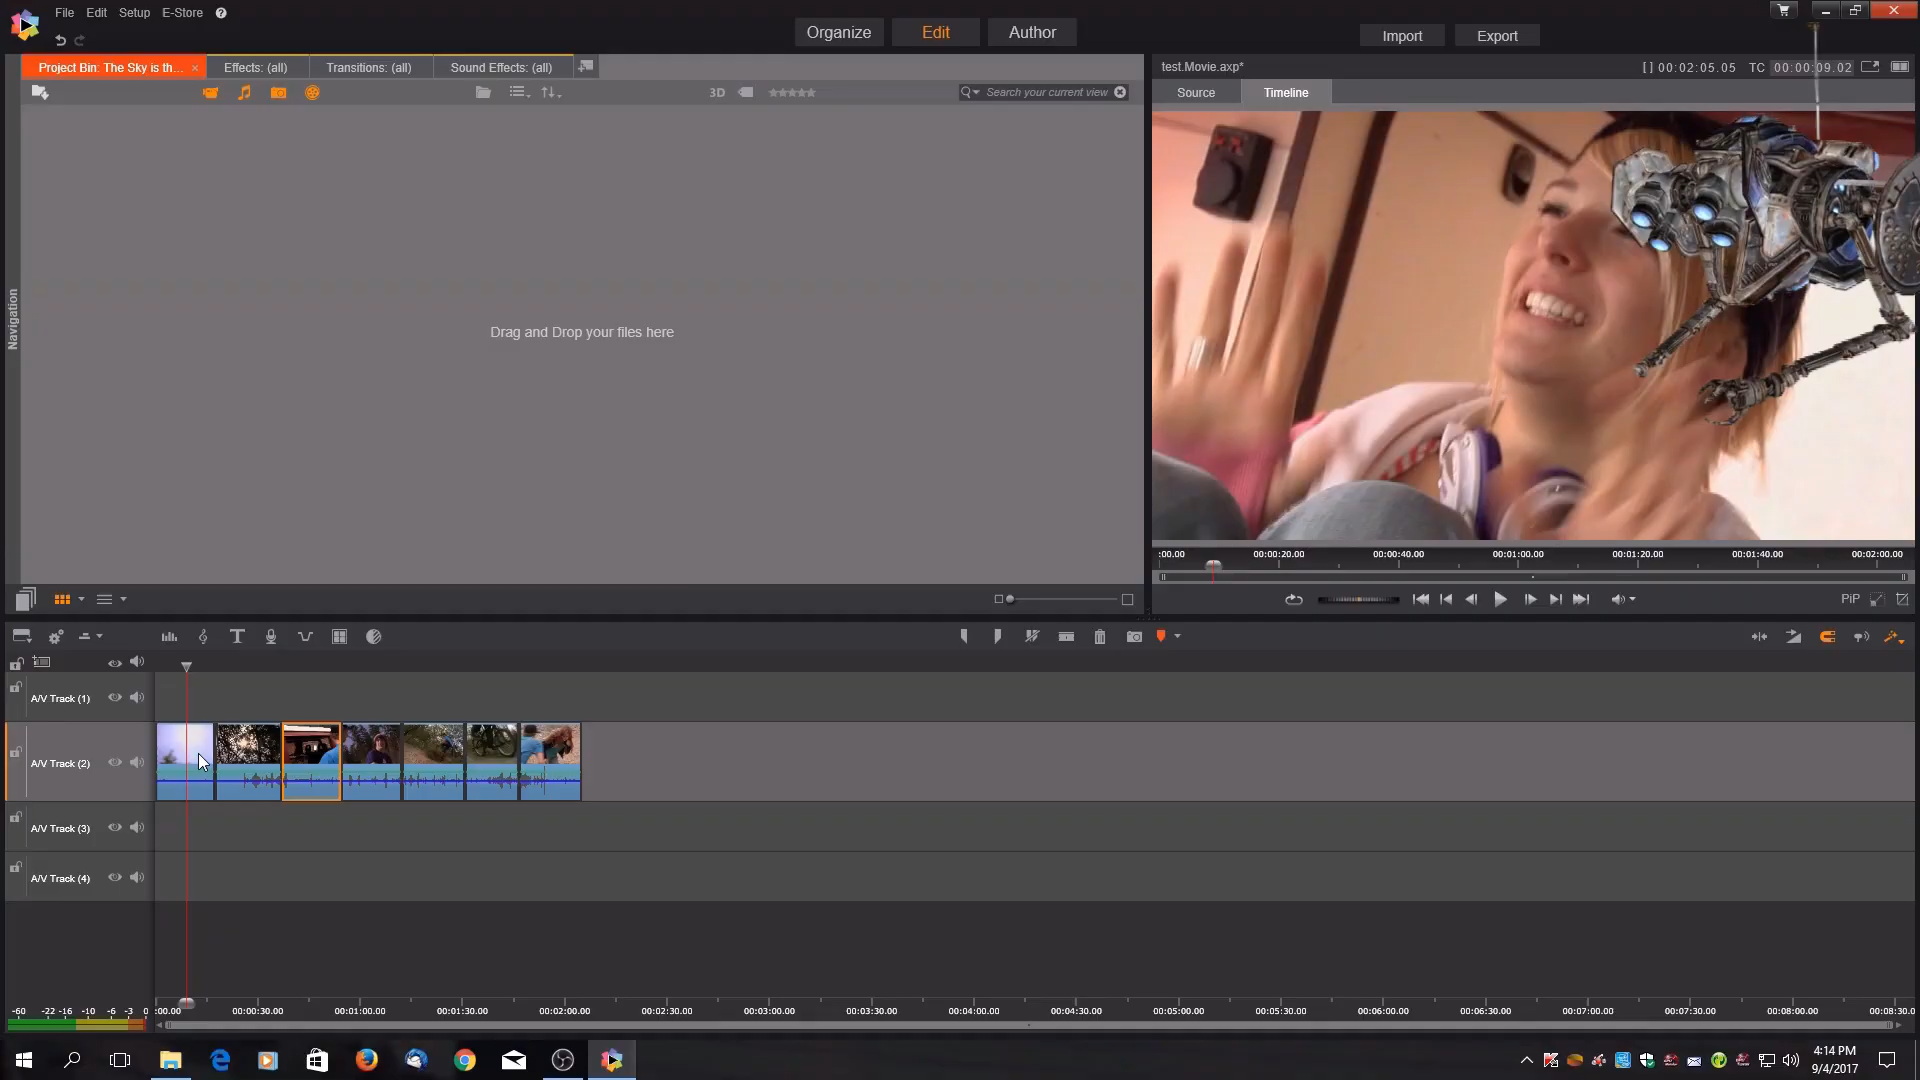 File Edit Setup E-Store
Organize Edit Author
Import Export
Project Bin: The Sky is th... × Effects: (all) Transitions: (all) Sound Effects: (all)
test.Movie.axp*
[ ] 00:02:05.05 TC 00:00:09.02
3D Search your current view
Source Timeline
Navigation
Drag and Drop your files here
:00.00 00:00:20.00 00:00:40.00 00:01:00.00 00:01:20.00 00:01:40.00 00:02:00.00
PiP
A/V Track (1)
A/V Track (2)
A/V Track (3)
A/V Track (4)
-60 -22 -16 -10 -6 -3 0
:00.00 00:00:30.00 00:01:00.00 00:01:30.00 00:02:00.00 00:02:30.00 00:03:00.00 00:03:30.00 00:04:00.00 00:04:30.00 00:05:00.00 00:05:30.00 00:06:00.00 00:06:30.00 00:07:00.00 00:07:30.00 00:08:00.00 00:08:30.0
4:14 PM
9/4/2017